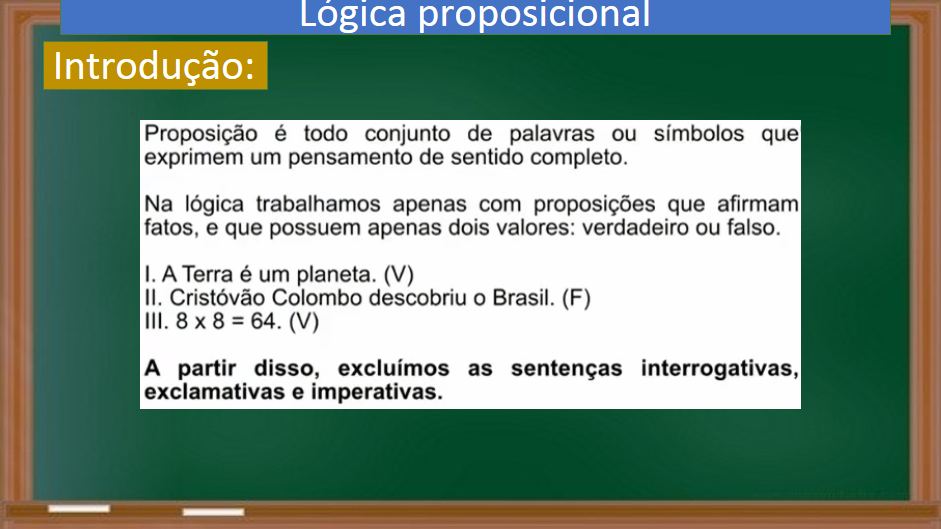 Lógica proposicional
Introdução:
Proposição é todo conjunto de palavras ou símbolos que
exprimem um pensamento de sentido completo.
Na lógica trabalhamos apenas com proposições que afirmam
fatos, e que possuem apenas dois valores: verdadeiro ou falso.
I. A Terra é um planeta. (V)
II. Cristóvão Colombo descobriu o Brasil. (F)
III. 8 x 8 = 64. (V)
A partir disso, excluímos as sentenças interrogativas,
exclamativas e imperativas.